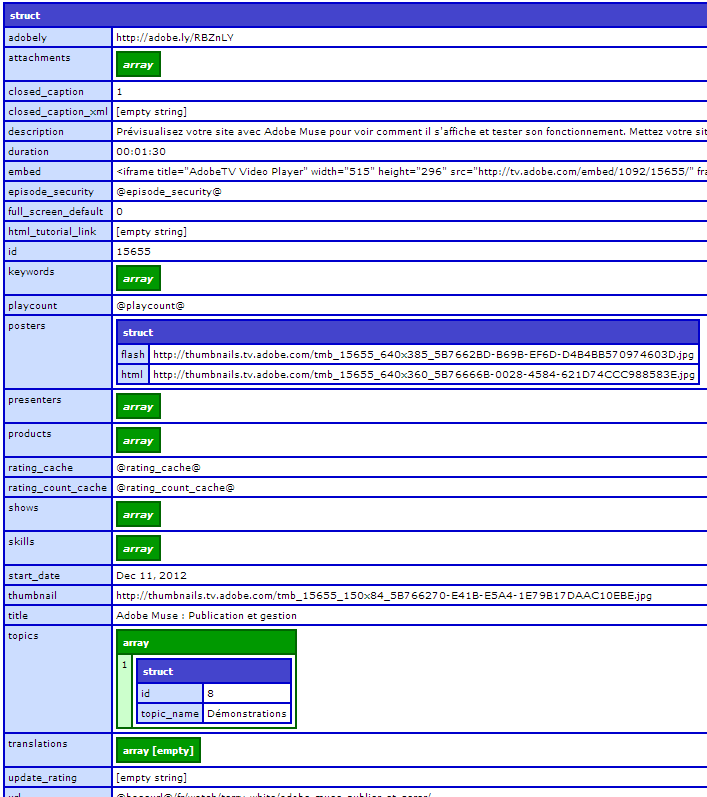 struct
adobely http://adobe.ly/RBZnLY
attachments array
closed_caption 1
closed_caption_xml [empty string]
description Prévisualisez votre site avec Adobe Muse pour voir comment il s'affiche et tester son fonctionnement. Mettez votre sit
duration 00:01:30
embed <iframe title="AdobeTV Video Player" width="515" height="296" src="http://tv.adobe.com/embed/1092/15655/" fra
episode_security @episode_security@
full_screen_default 0
html_tutorial_link [empty string]
id 15655
keywords array
playcount @playcount@
posters struct
flash http://thumbnails.tv.adobe.com/tmb_15655_640x385_5B7662BD-B69B-EF6D-D4B4BB570974603D.jpg
html http://thumbnails.tv.adobe.com/tmb_15655_640x360_5B76666B-0028-4584-621D74CCC988583E.jpg
presenters array
products array
rating_cache @rating_cache@
rating_count_cache @rating_count_cache@
shows array
skills array
start_date Dec 11, 2012
thumbnail http://thumbnails.tv.adobe.com/tmb_15655_150x84_5B766270-E41B-E5A4-1E79B17DAAC10EBE.jpg
title Adobe Muse : Publication et gestion
topics array
1 struct
id 8
topic_name Démonstrations
translations array [empty]
update_rating [empty string]